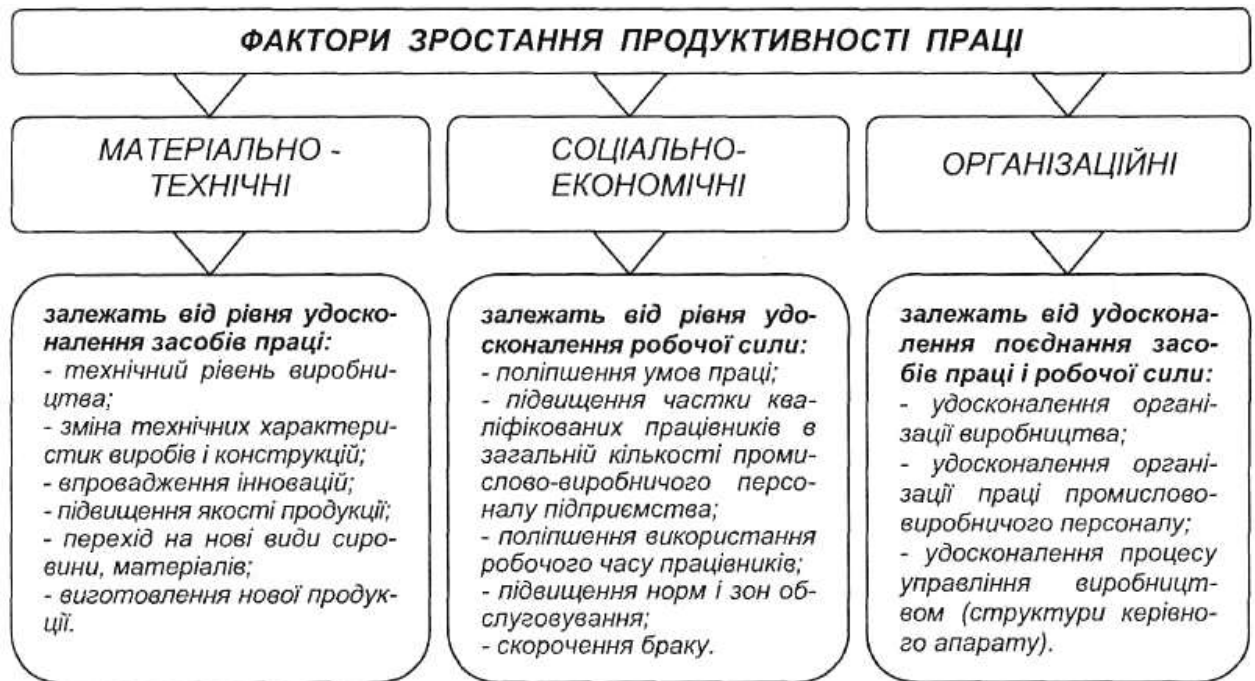 ФАКТОРИ ЗРОСТАННЯ ПРОДУКТИВНОСТІ ПРАЦІ
МАТЕРІАЛЬНО -
ТЕХНІЧНІ
СОЦІАЛЬНО-
ЕКОНОМІЧНІ
ОРГАНІЗАЦІЙНІ
залежать від рівня удоско-
налення засобів праці:
- технічний рівень виробни-
цтва;
- зміна технічних характери-
стик виробів і конструкцій;
- впровадження інновацій;
- підвищення якості продукції;
- перехід на нові види сиро-
вини, матеріалів;
- виготовлення нової продук-
ції.
залежать від рівня удо-
сконалення робочої сили:
- поліпшення умов праці;
- підвищення частки ква-
ліфікованих працівників в
загальній кількості проми-
слово-виробничого персо-
налу підприємства;
- поліпшення використання
робочого часу працівників;
- підвищення норм і зон об-
слуговування;
- скорочення браку.
залежать від удоскона-
лення поєднання засо-
бів праці і робочої сили:
- удосконалення органі-
зації виробництва;
- удосконалення органі-
зації праці промислово-
виробничого персоналу;
- удосконалення процесу
управління виробницт-
вом (структури керівно-
го апарату).